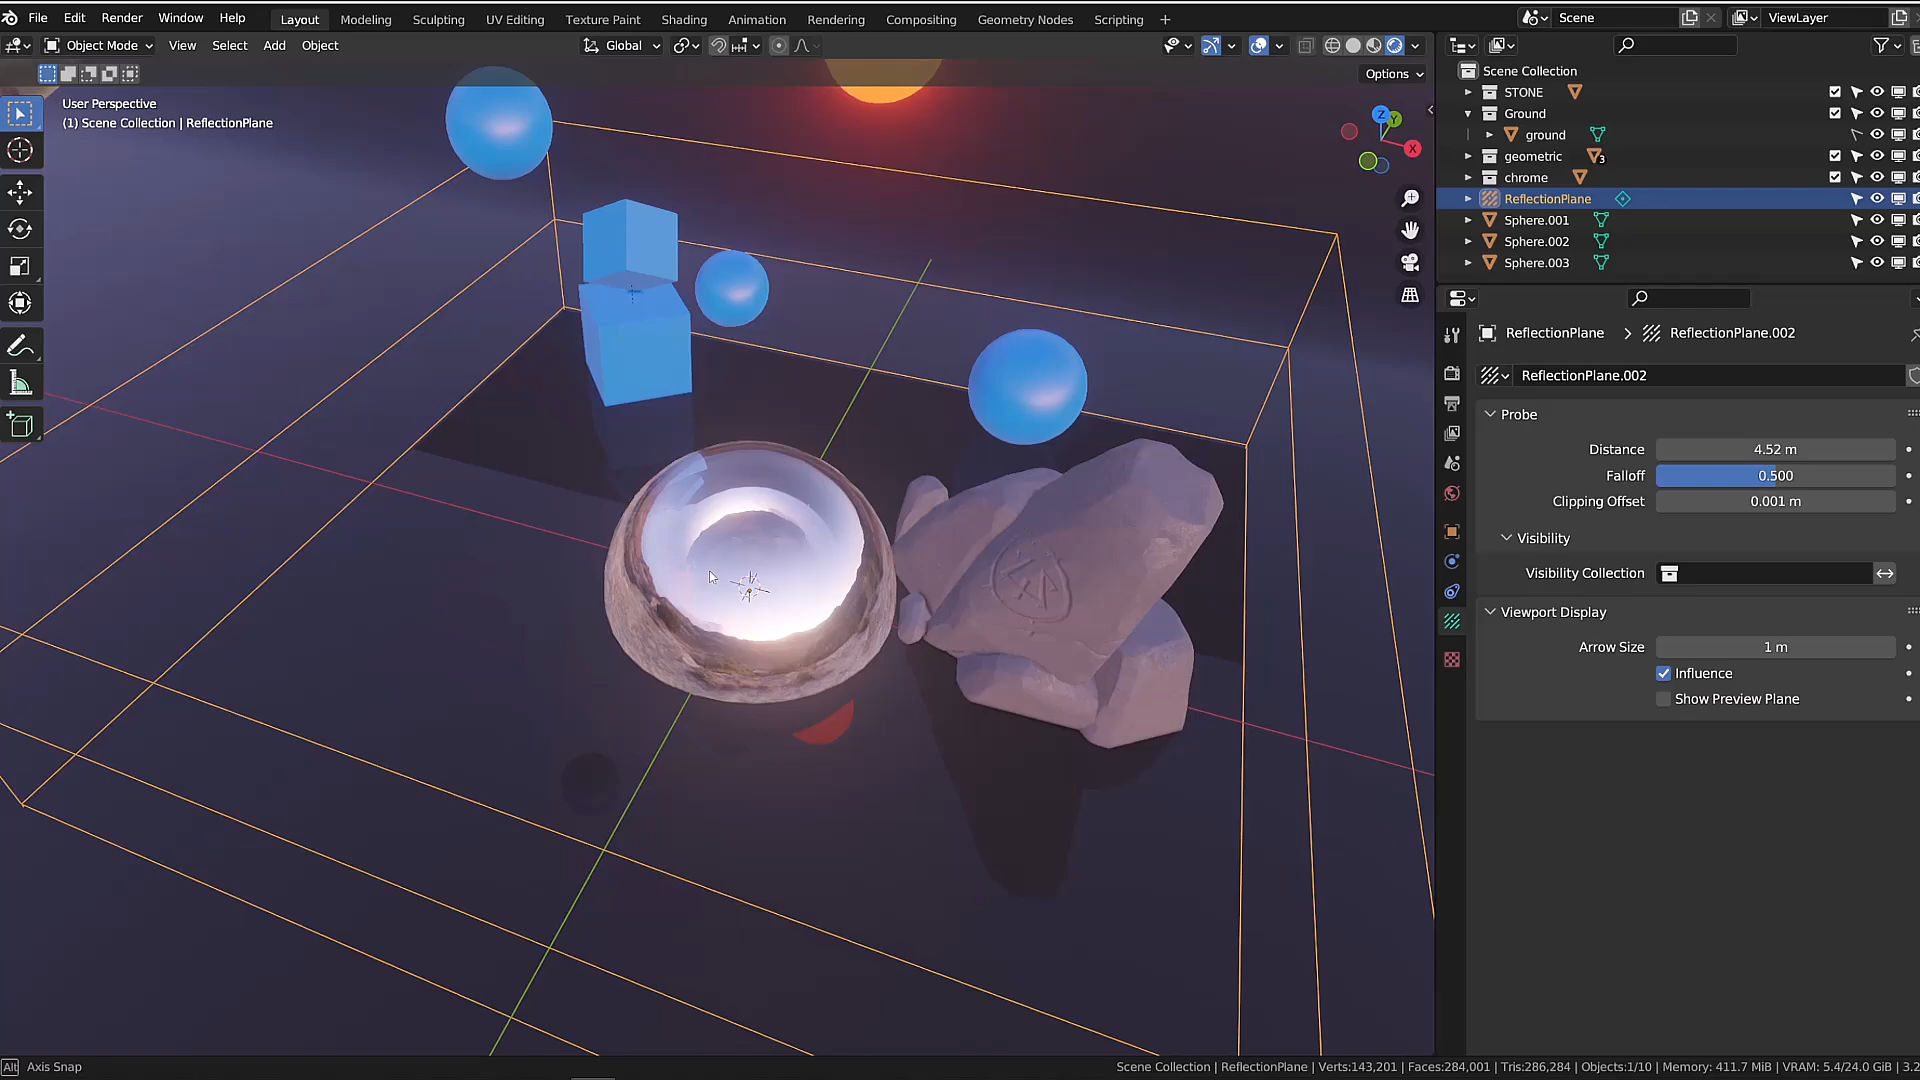 File Edit Render Window Help Layout Modeling Sculpting UV Editing Texture Paint Shading Animation Rendering Compositing Geometry Nodes Scripting + Scene ViewLayer
Object Mode View Select Add Object Global
Options
User Perspective
(1) Scene Collection | ReflectionPlane
Z Y X
Scene Collection
STONE
Ground
ground
geometric 3
chrome
ReflectionPlane
Sphere.001
Sphere.002
Sphere.003
ReflectionPlane > ReflectionPlane.002
ReflectionPlane.002
Probe
Distance 4.52 m
Falloff 0.500
Clipping Offset 0.001 m
Visibility
Visibility Collection
Viewport Display
Arrow Size 1 m
Influence
Show Preview Plane
Alt Axis Snap
Scene Collection | ReflectionPlane | Verts:143,201 | Faces:284,001 | Tris:286,284 | Objects:1/10 | Memory: 411.7 MiB | VRAM: 5.4/24.0 GiB | 3.2